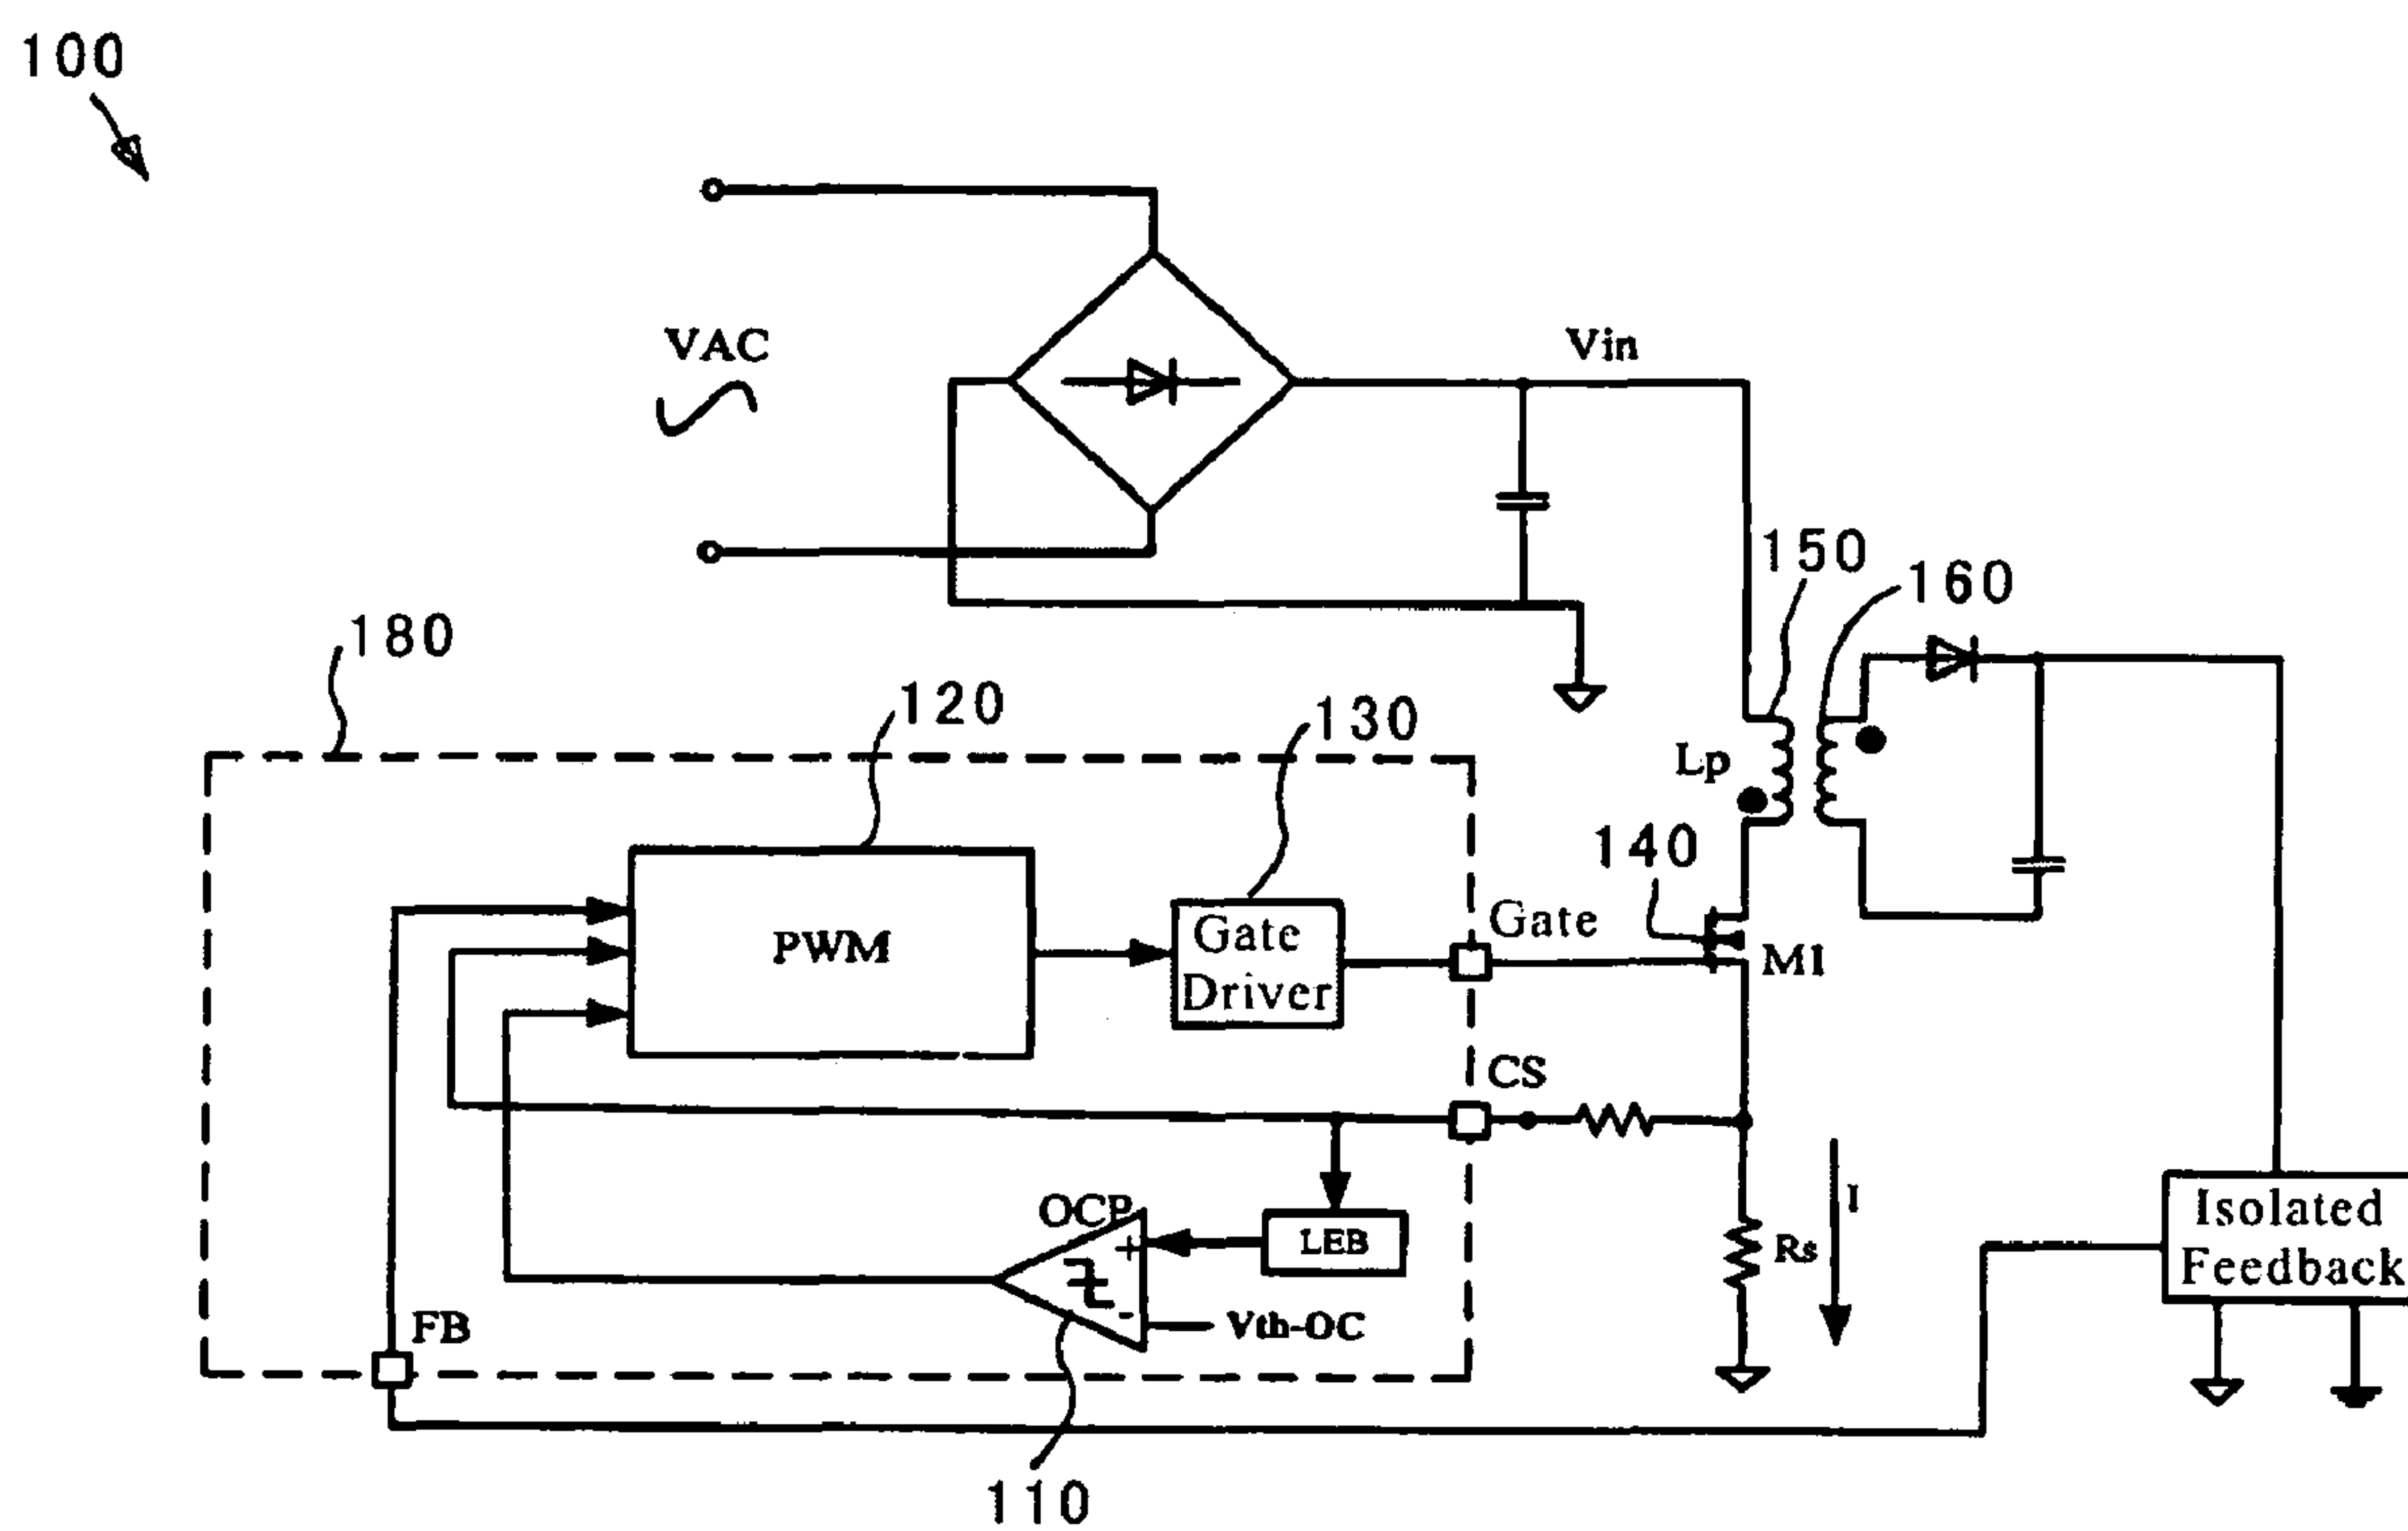 100
VAC
Vin
150
160
180
120
130
Lp
140
PWM
Gate
Driver
Gate
M1
CS
OCP
+
LEB
I
Rs
Isolated
Feedback
-
Vth-OC
FB
110